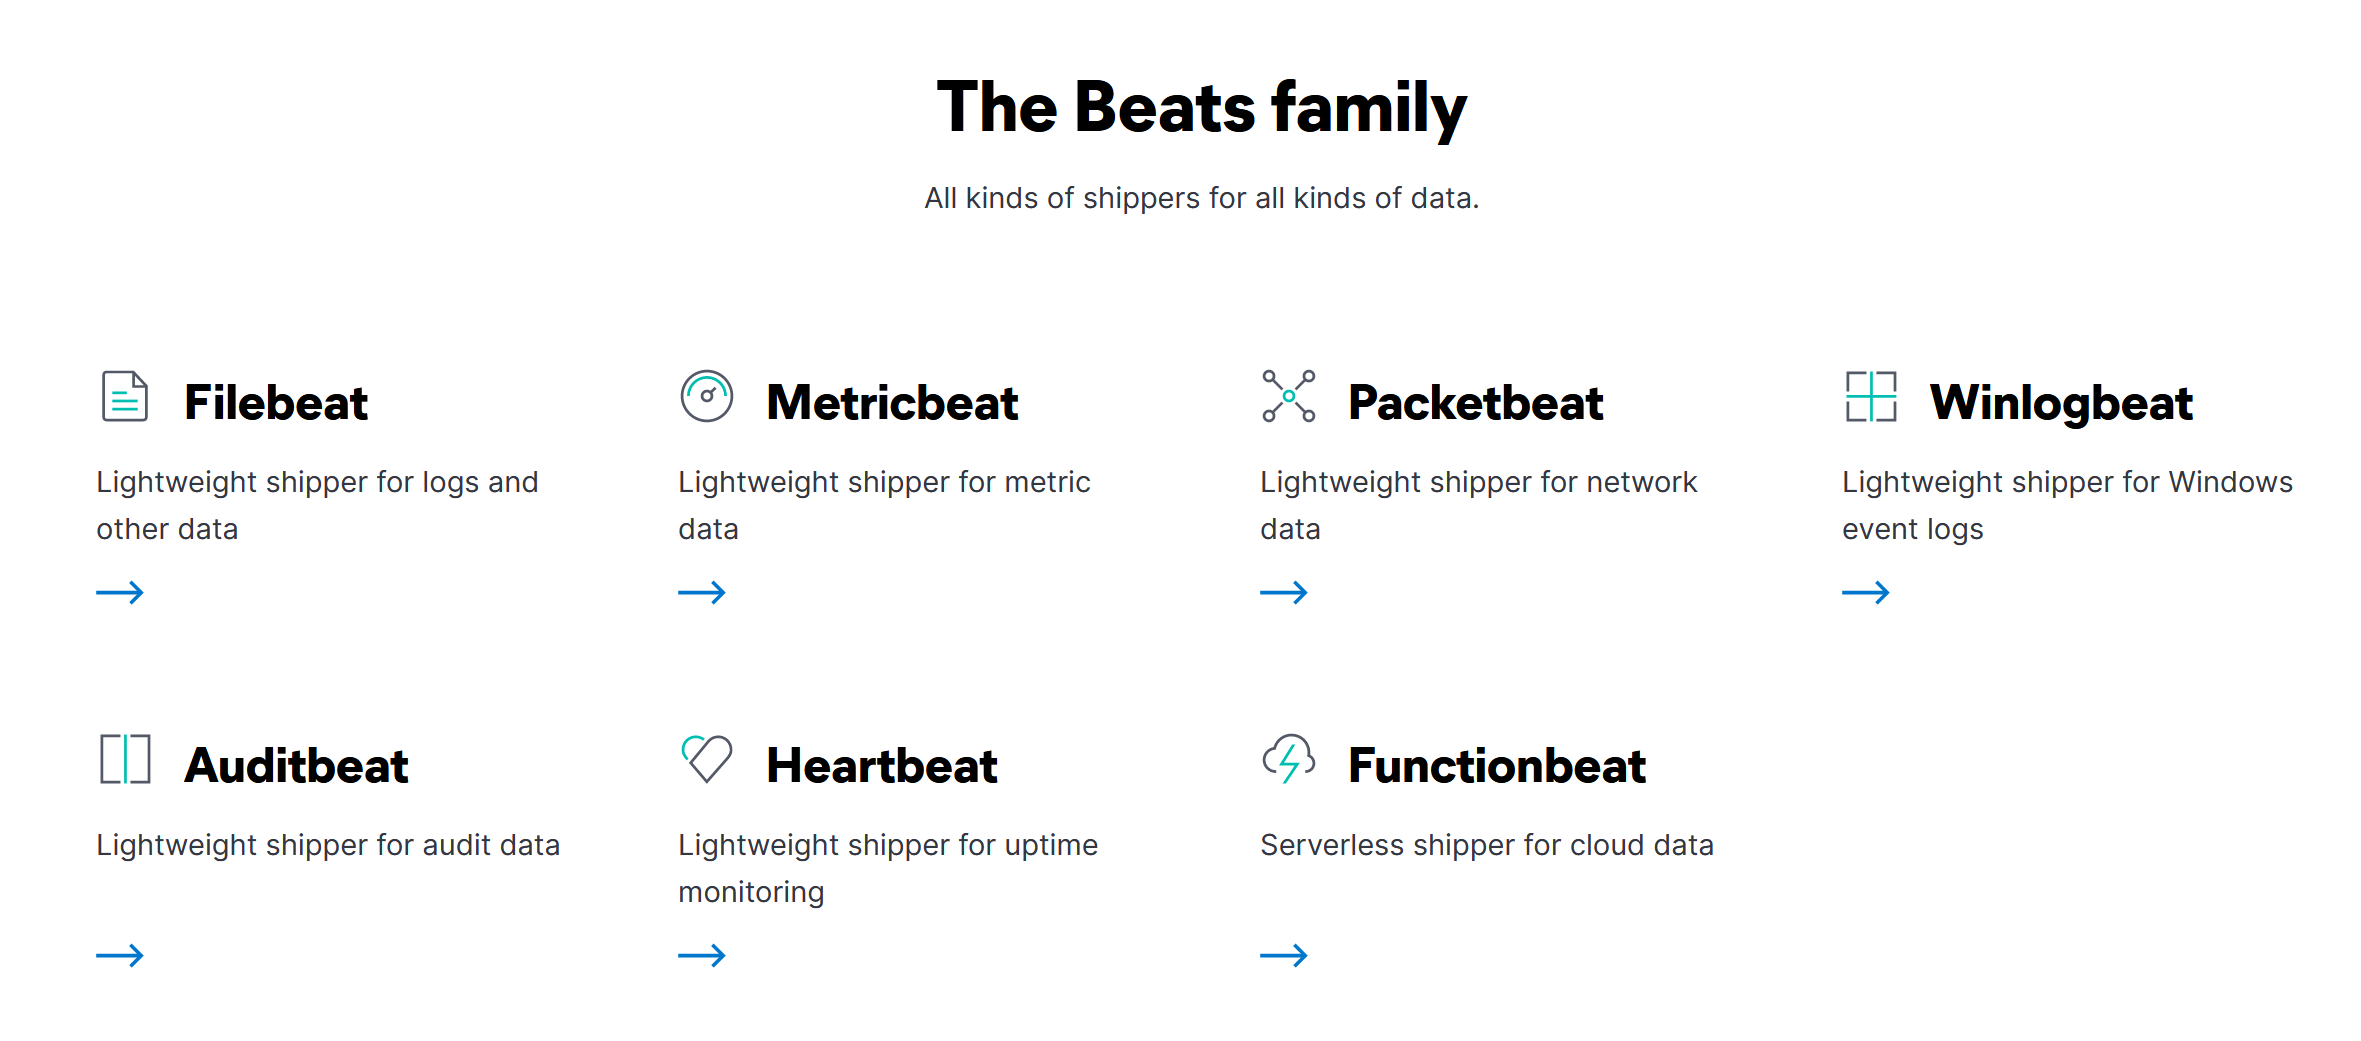 The Beats family
All kinds of shippers for all kinds of data.
Filebeat
Lightweight shipper for logs and
other data
Metricbeat
Lightweight shipper for metric
data
Packetbeat
Lightweight shipper for network
data
Winlogbeat
Lightweight shipper for Windows
event logs
Auditbeat
Lightweight shipper for audit data
Heartbeat
Lightweight shipper for uptime
monitoring
Functionbeat
Serverless shipper for cloud data